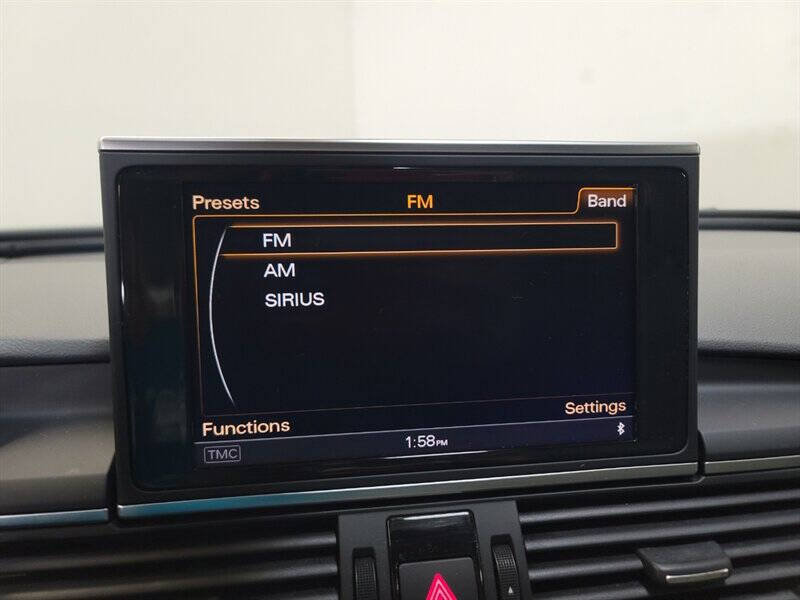 Presets FM Band
FM
AM
SIRIUS
Settings
Functions
TMC 1:58PM